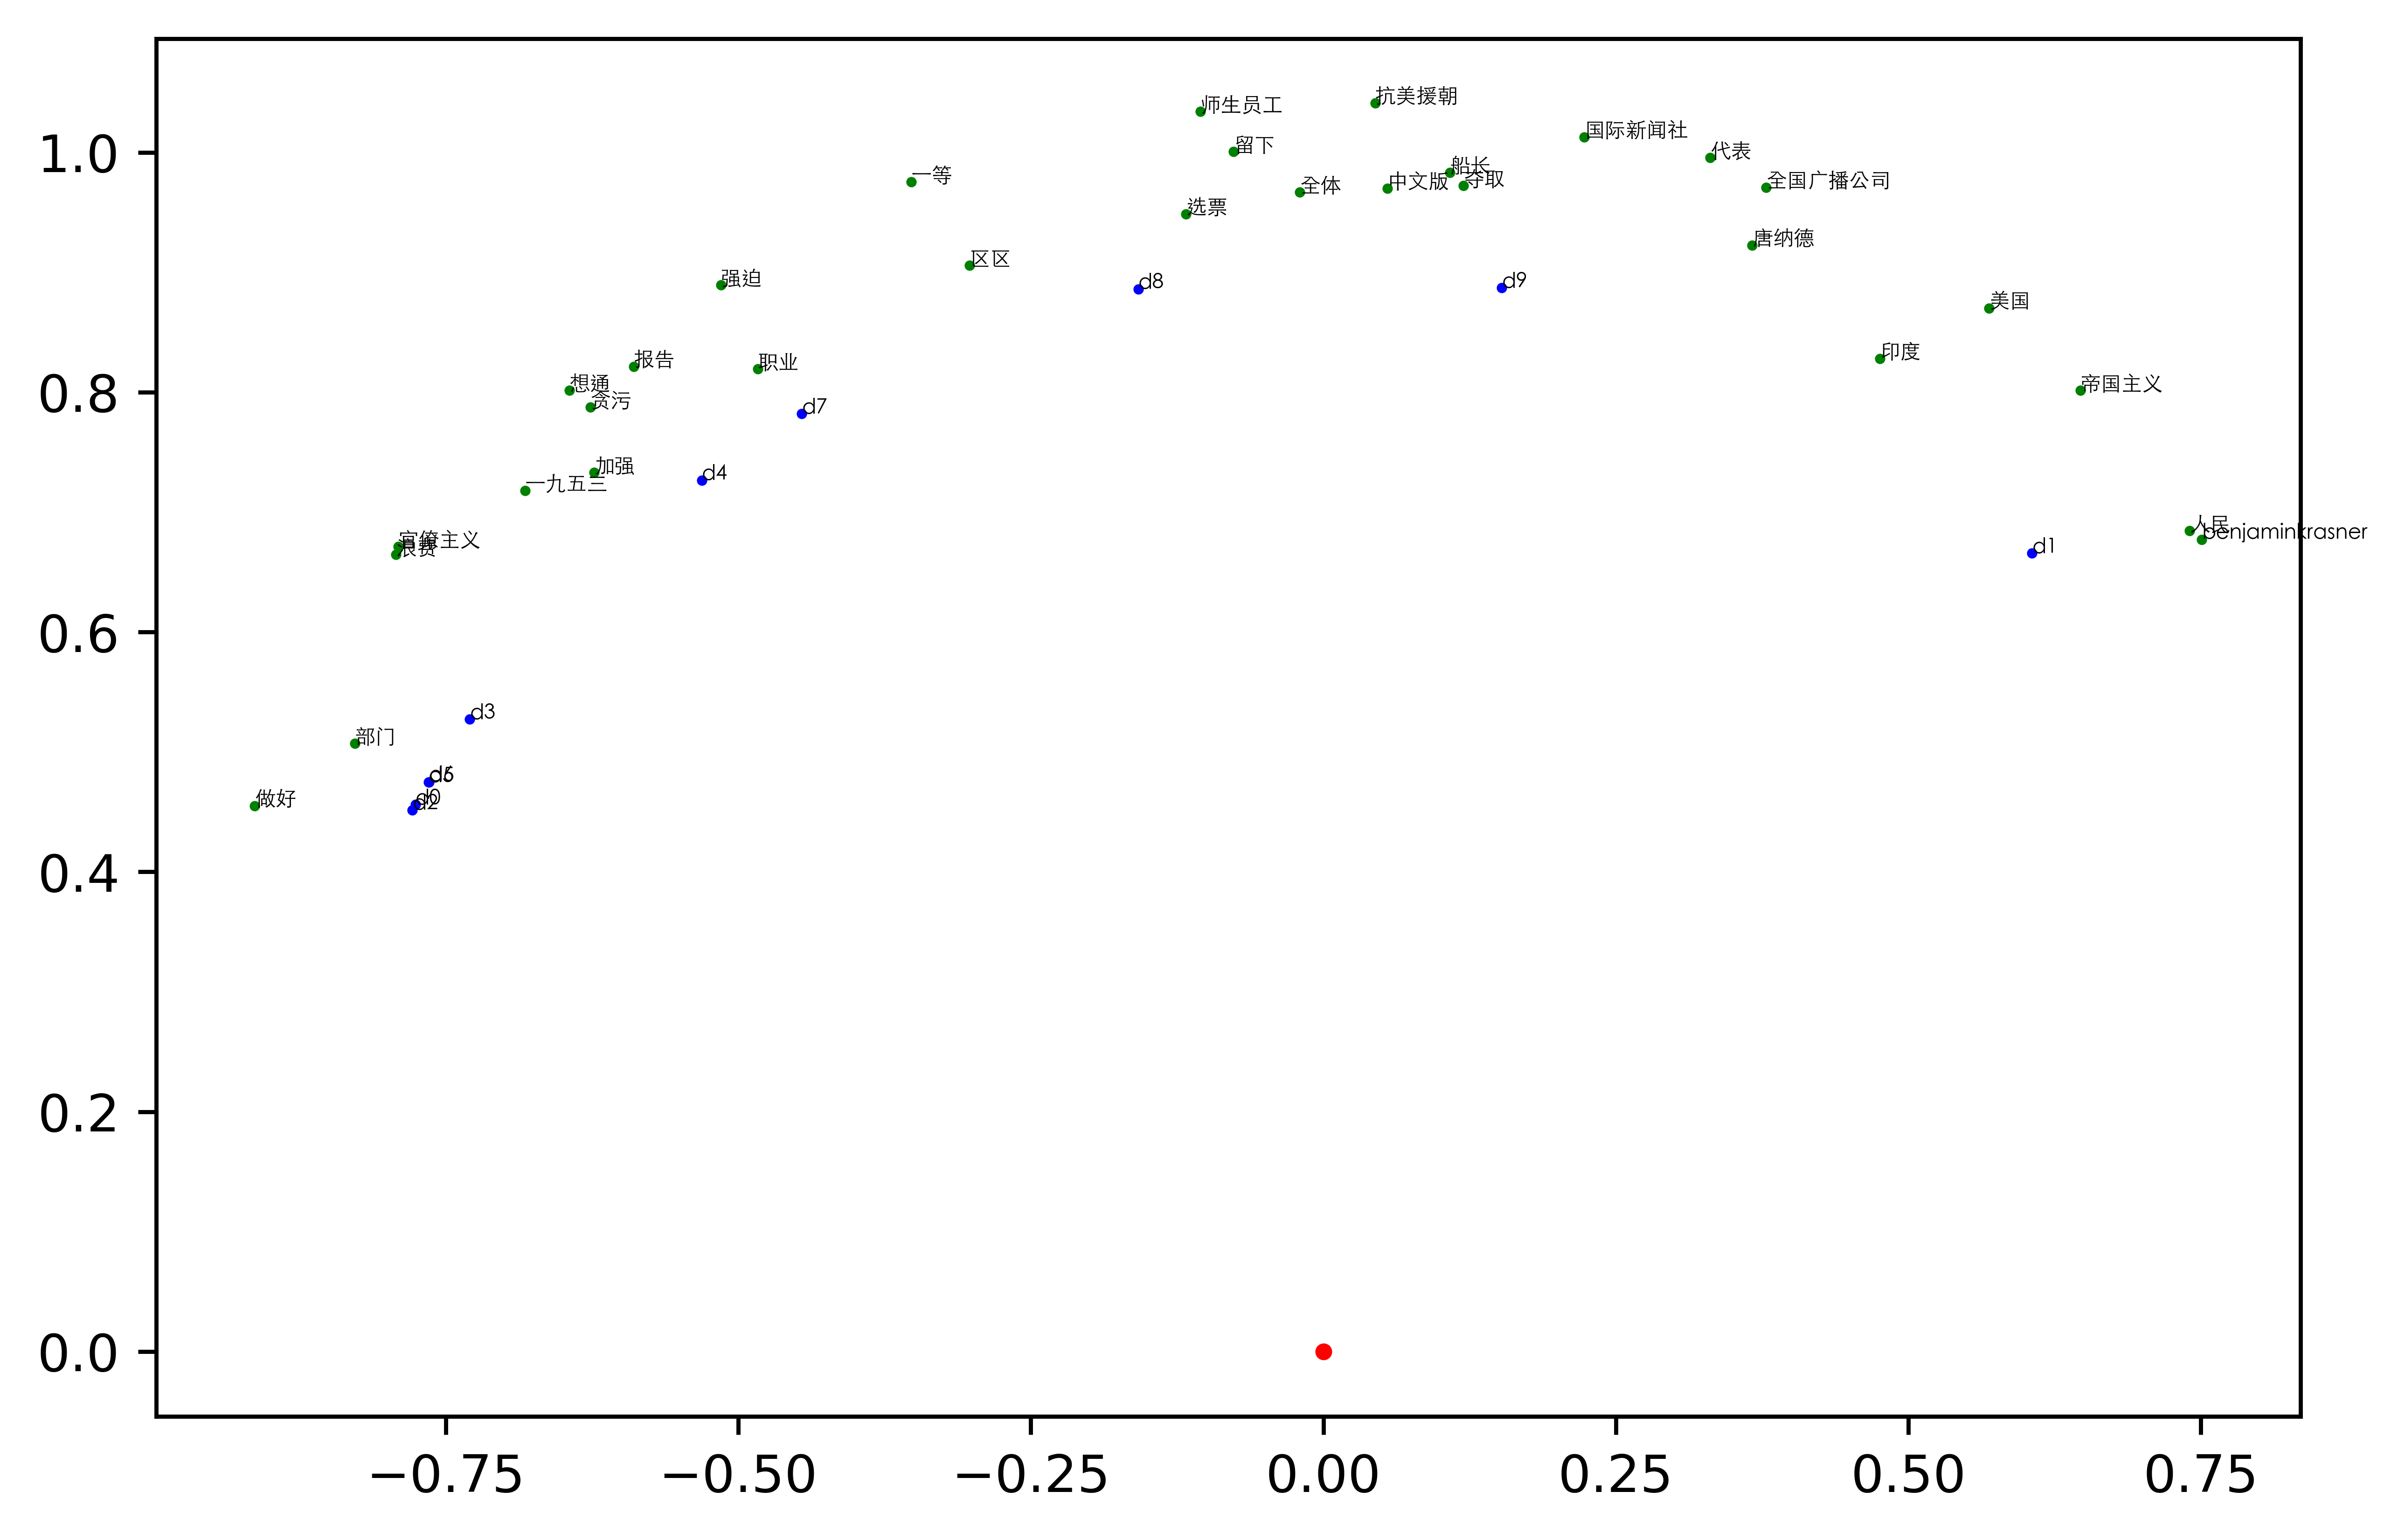 抗美援朝
师生员工
国际新闻社
留下
代表
1.0
船长
一等
夺取
全体
中文版
全国广播公司
选票
唐纳德
区区
强迫
d8
d9
美国
报告
职业
印度
想通
帝国主义
0.8
贪污
d7
加强
d4
一九五三
人民
benjaminkrasner
官僚主义
浪费
d1
0.6
d3
部门
d5
d0
做好
d2
0.4
0.2
0.0
−0.75
−0.50
−0.25
0.00
0.25
0.50
0.75